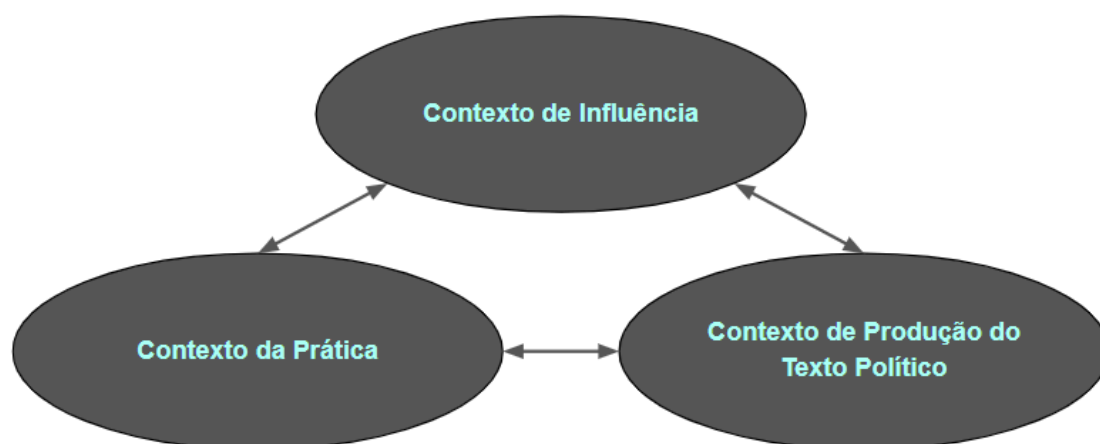 Contexto de Influência
Contexto da Prática
Contexto de Produção do
Texto Político